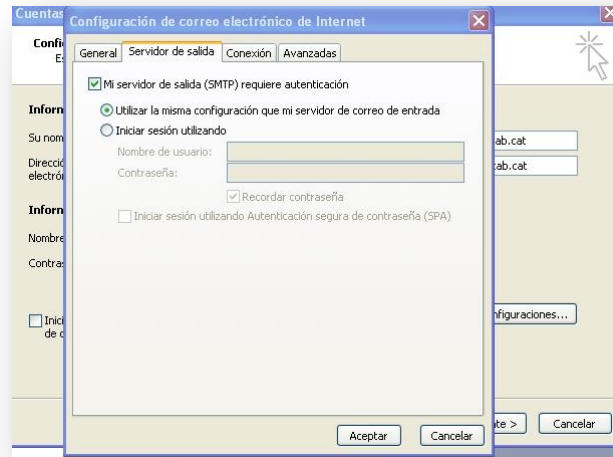 Cuentas
Configuración de correo electrónico de Internet
Confi
Es
General Servidor de salida Conexión Avanzadas
Mi servidor de salida (SMTP) requiere autenticación
Utilizar la misma configuración que mi servidor de correo de entrada
Iniciar sesión utilizando
Nombre de usuario:
Contraseña:
Recordar contraseña
Iniciar sesión utilizando Autenticación segura de contraseña (SPA)
Inform
Su nom
ab.cat
Direcció
electrón
ab.cat
Inform
Nombre
Contras
Inici
de c
nfiguraciones...
te > Cancelar
Aceptar Cancelar